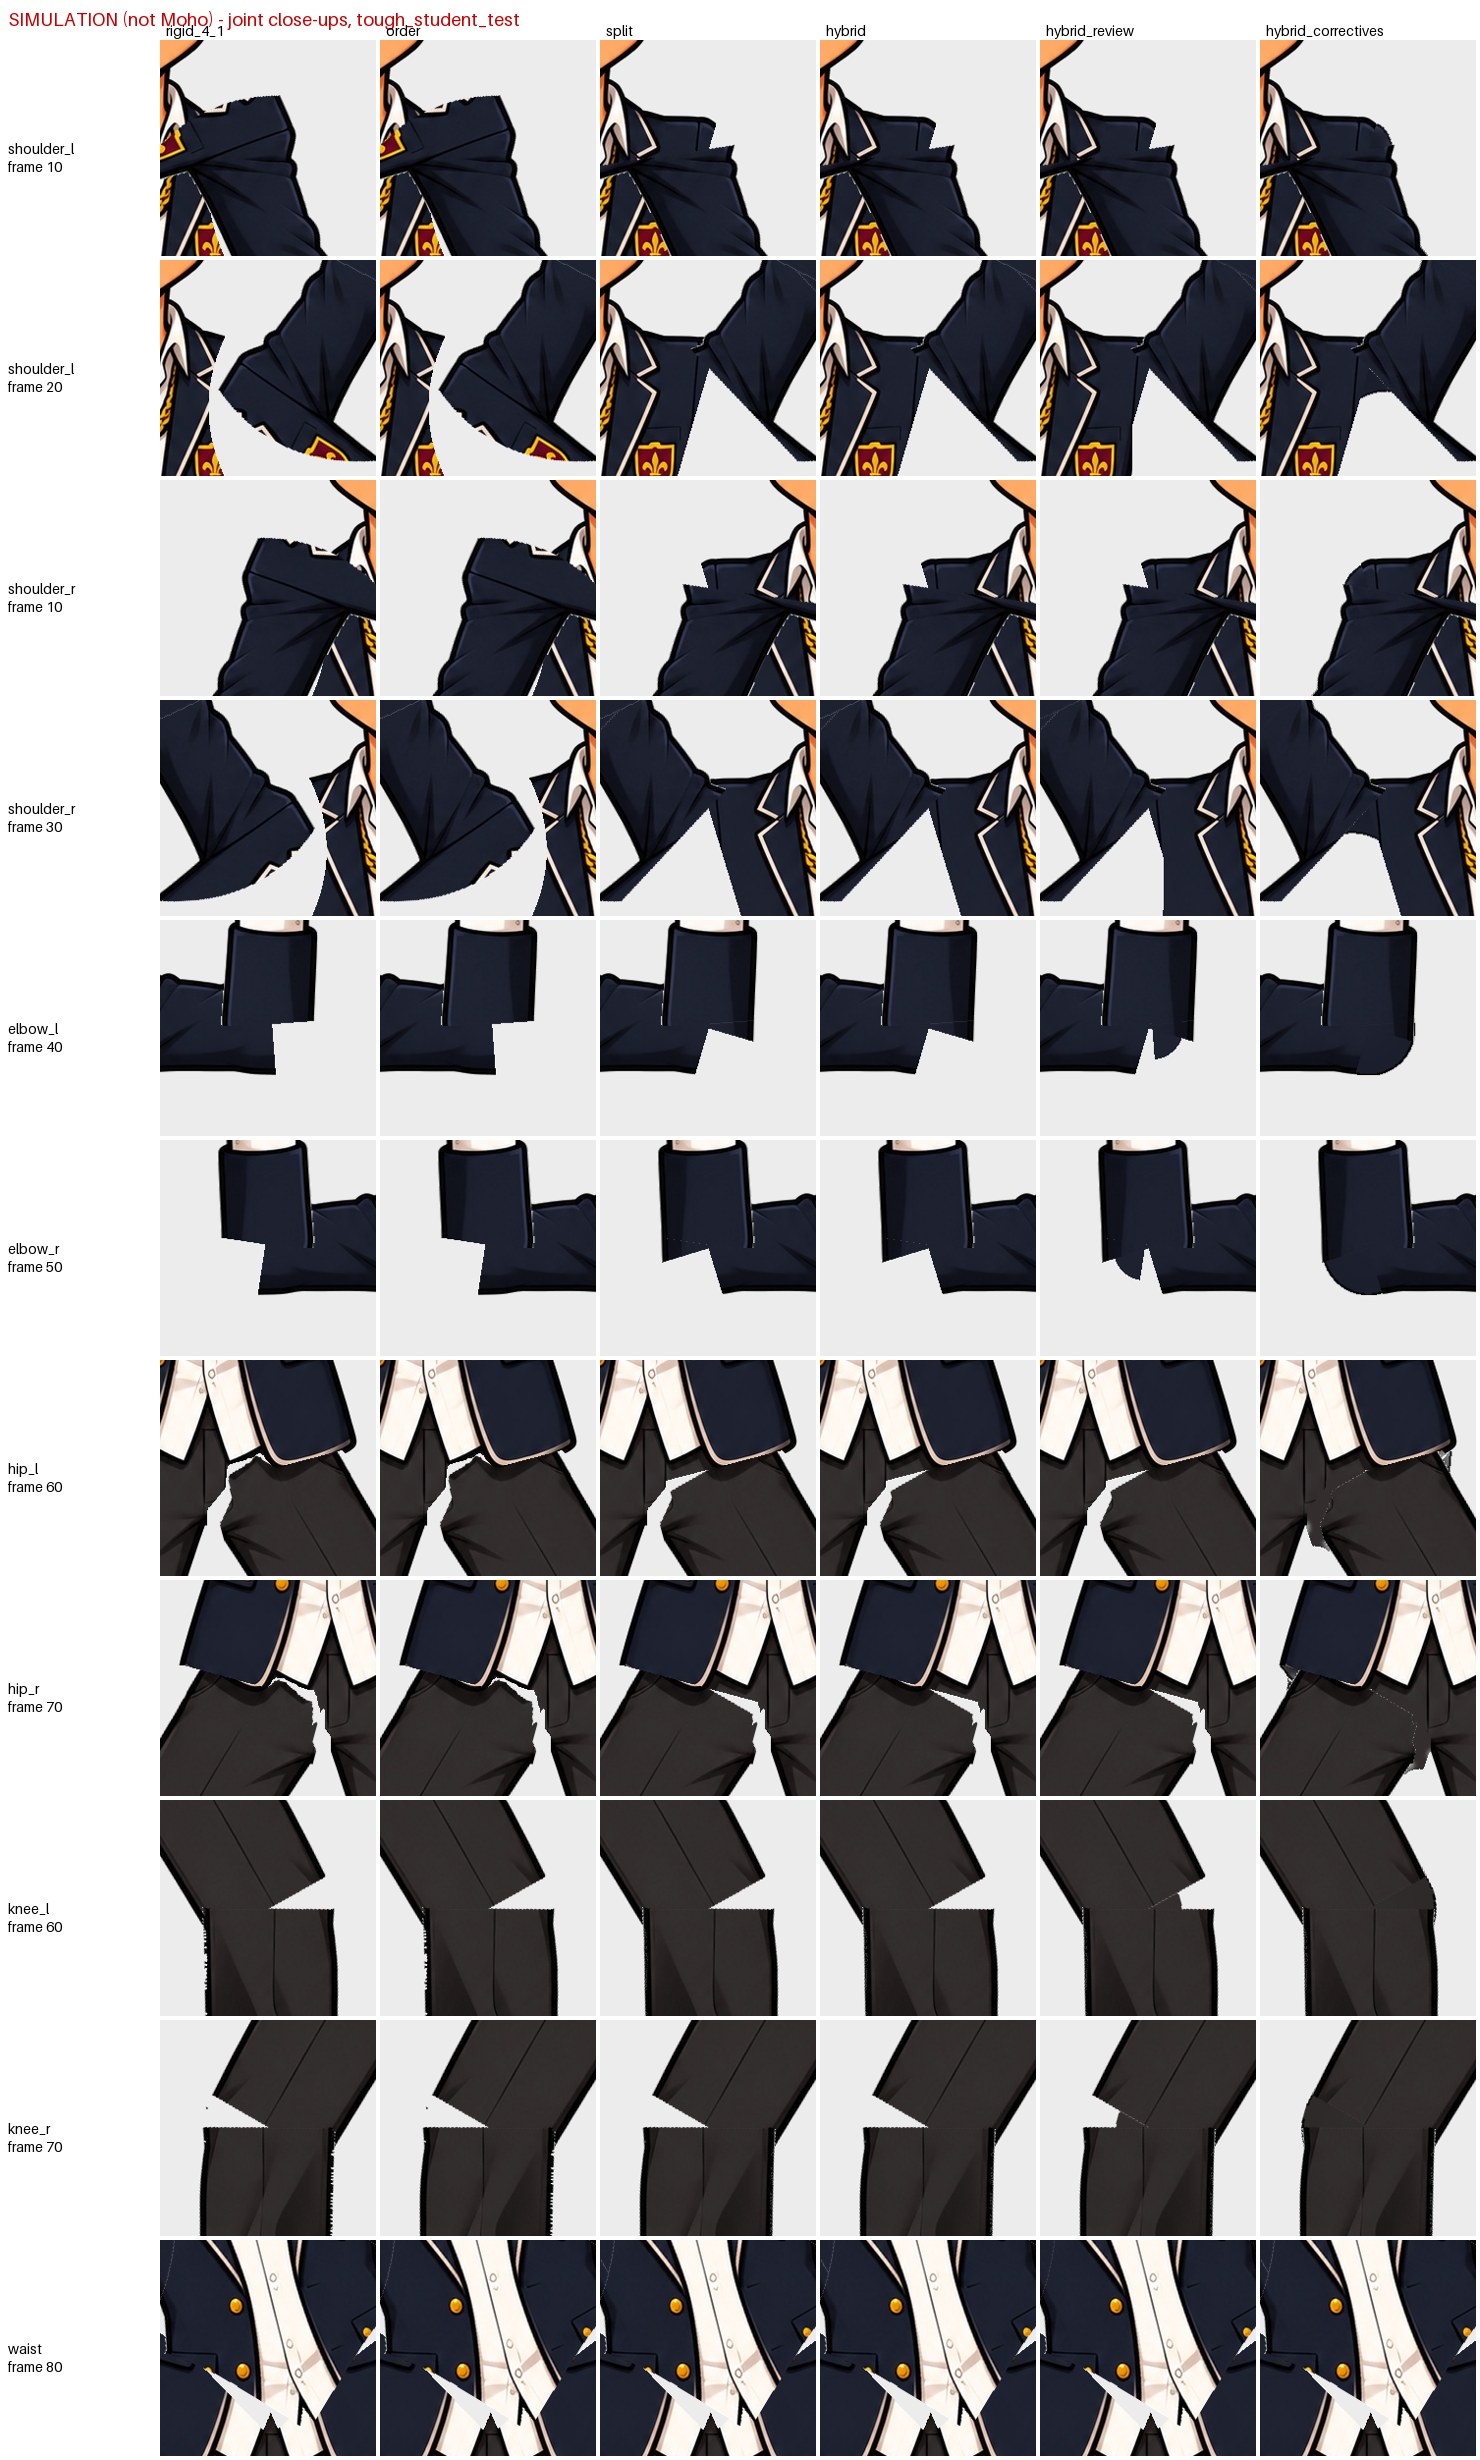 SIMULATION (not Moho) - joint close-ups, tough_student_test
rigid_4_1 order split hybrid hybrid_review hybrid_correctives
shoulder_l
frame 10
shoulder_l
frame 20
shoulder_r
frame 10
shoulder_r
frame 30
elbow_l
frame 40
elbow_r
frame 50
hip_l
frame 60
hip_r
frame 70
knee_l
frame 60
knee_r
frame 70
waist
frame 80